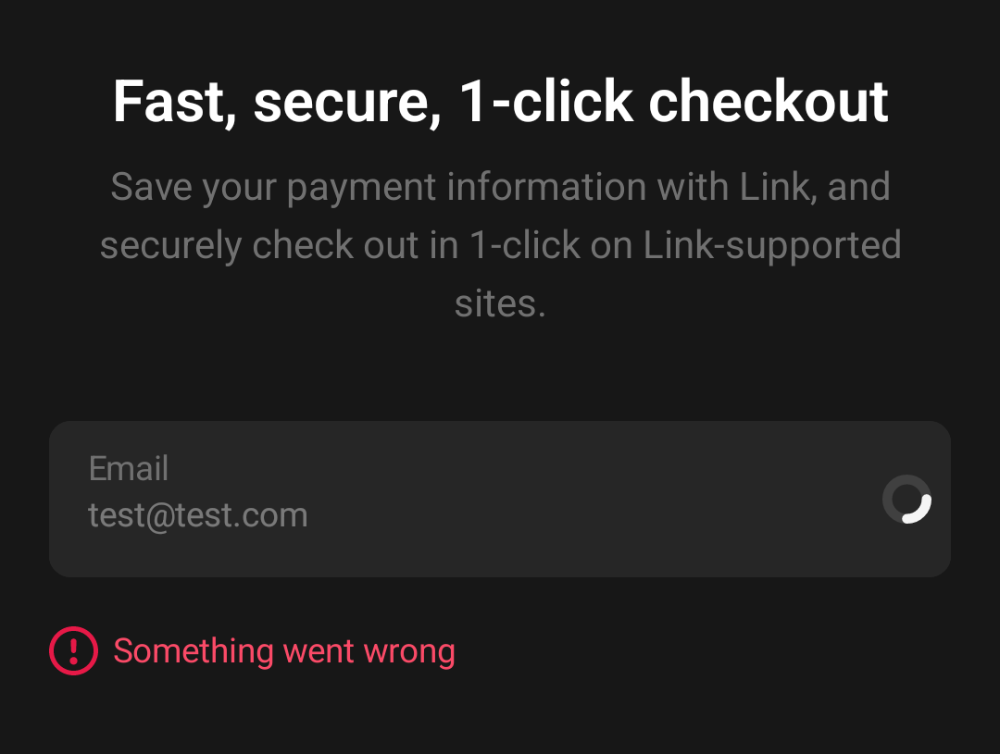 Fast, secure, 1-click checkout
Save your payment information with Link, and
securely check out in 1-click on Link-supported
sites.
Email
test@test.com
Something went wrong